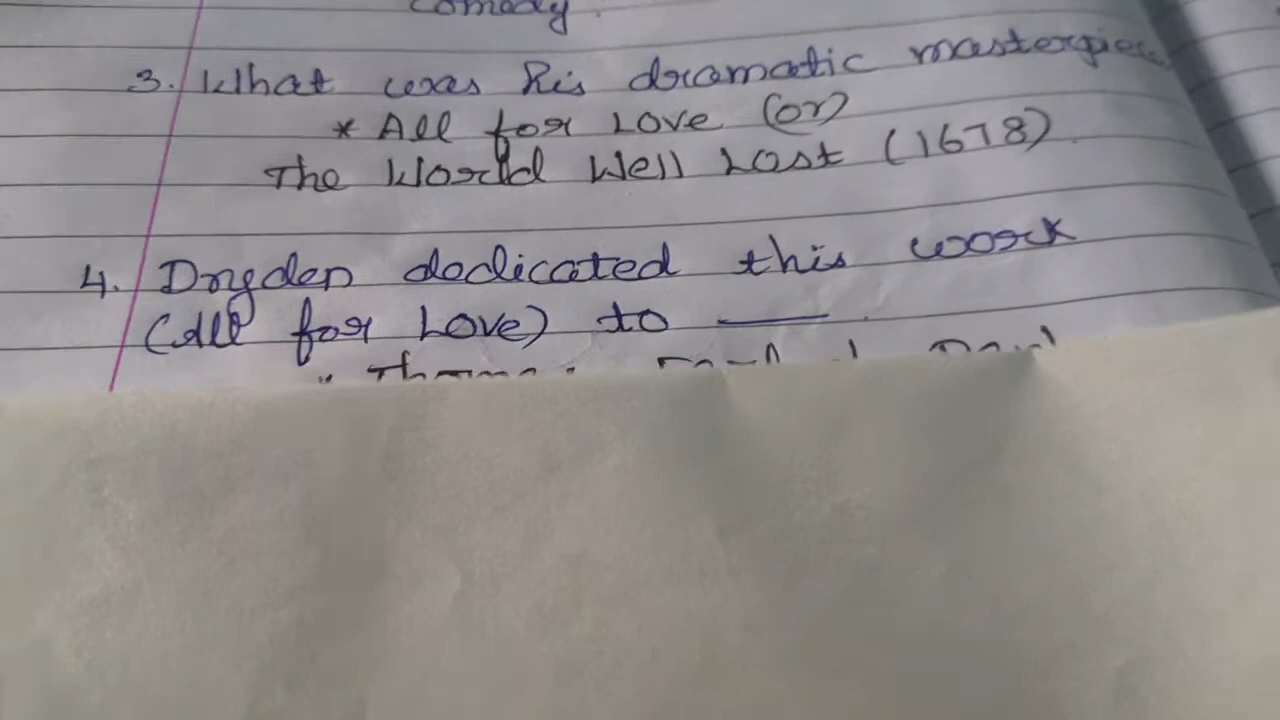 comedy.
3. What was his dramatic masterpiece
* All for Love (or)
The World Well Lost (1678)
4. Dryden dedicated this work
(All for Love) to ———.